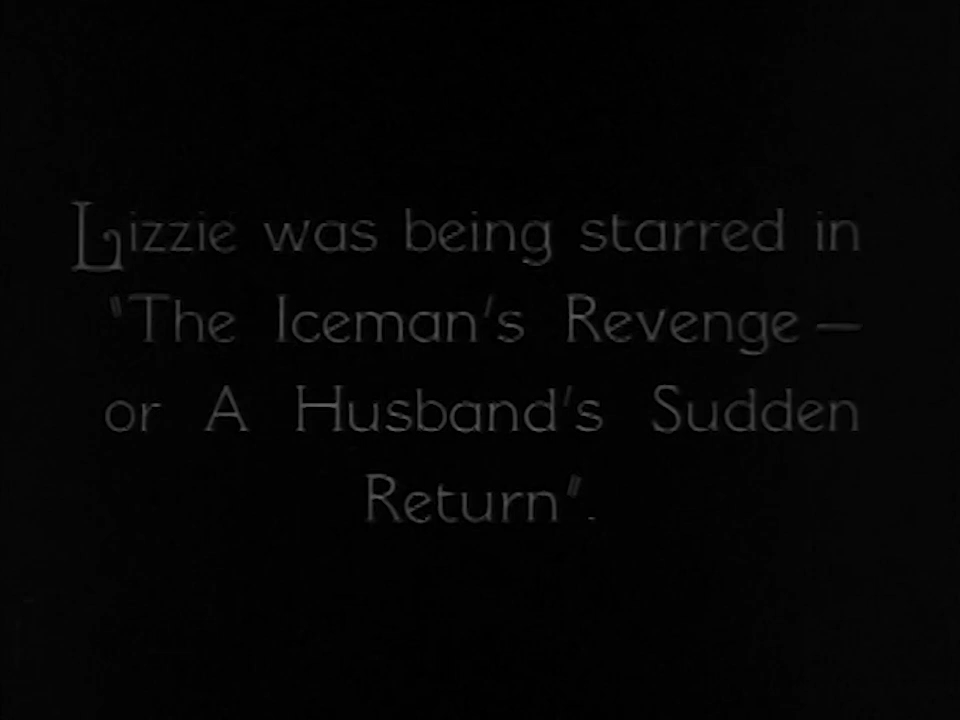 Lizzie was being starred in
"The Iceman's Revenge —
or A Husband's Sudden
Return".